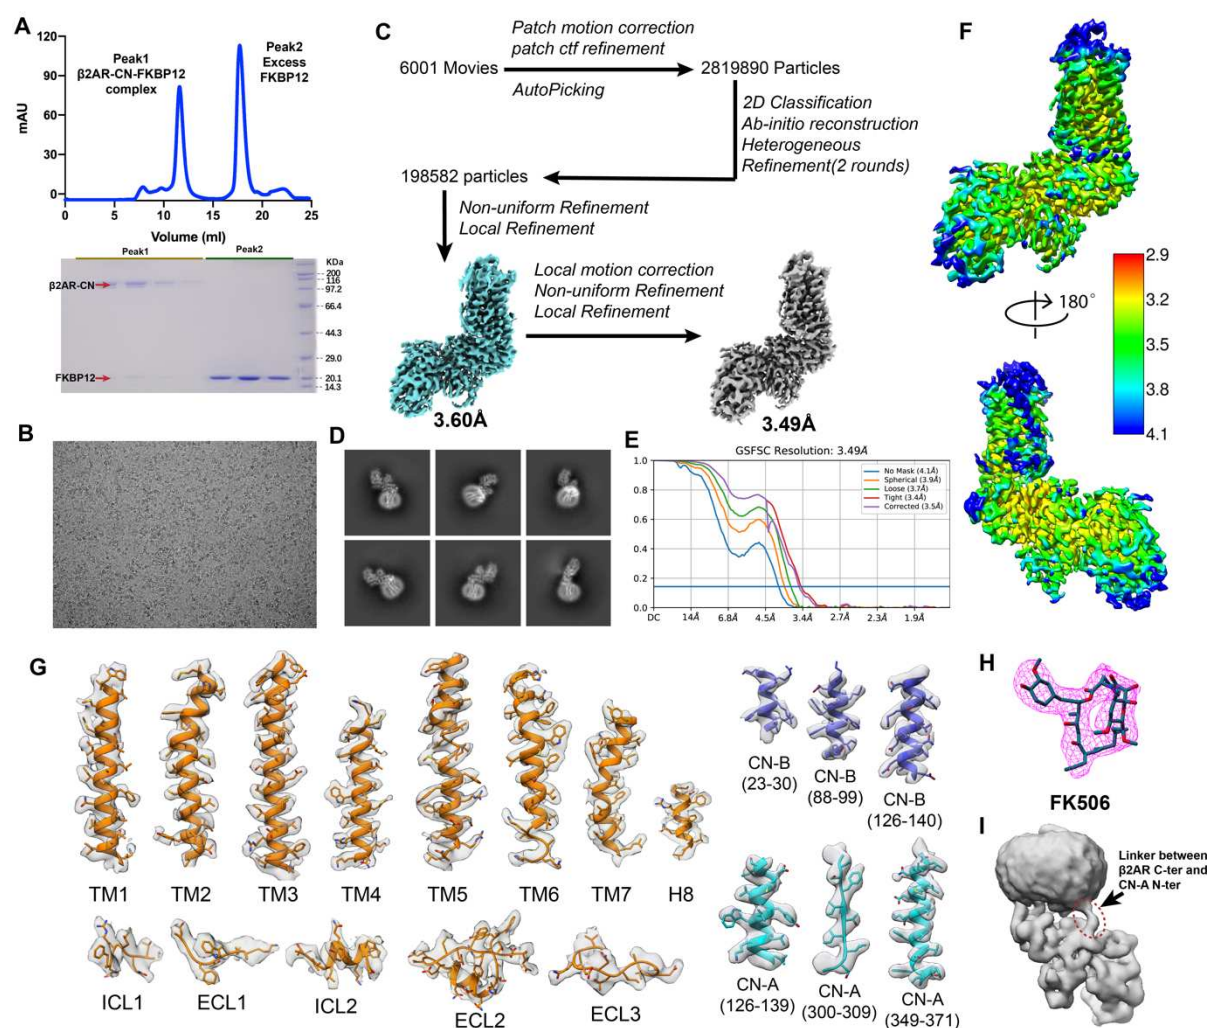 A
120
90
60
30
0
mAU
Peak1
β2AR-CN-FKBP12
complex
Peak2
Excess
FKBP12
0
5
10
15
20
25
Volume (ml)
Peak1
Peak2
KDa
200
116
97.2
66.4
44.3
29.0
20.1
14.3
β2AR-CN
FKBP12
B
C
6001 Movies
Patch motion correction
patch ctf refinement
AutoPicking
2819890 Particles
2D Classification
Ab-initio reconstruction
Heterogeneous
Refinement(2 rounds)
198582 particles
Non-uniform Refinement
Local Refinement
Local motion correction
Non-uniform Refinement
Local Refinement
3.60Å
3.49Å
D
E
GSFSC Resolution: 3.49Å
1.0
0.8
0.6
0.4
0.2
0.0
No Mask (4.1Å)
Spherical (3.9Å)
Loose (3.7Å)
Tight (3.4Å)
Corrected (3.5Å)
DC
14Å
6.8Å
4.5Å
3.4Å
2.7Å
2.3Å
1.9Å
F
180°
2.9
3.2
3.5
3.8
4.1
G
TM1
TM2
TM3
TM4
TM5
TM6
TM7
H8
ICL1
ECL1
ICL2
ECL2
ECL3
CN-B
(23-30)
CN-B
(88-99)
CN-B
(126-140)
CN-A
(126-139)
CN-A
(300-309)
CN-A
(349-371)
H
FK506
I
Linker between
β2AR C-ter and
CN-A N-ter